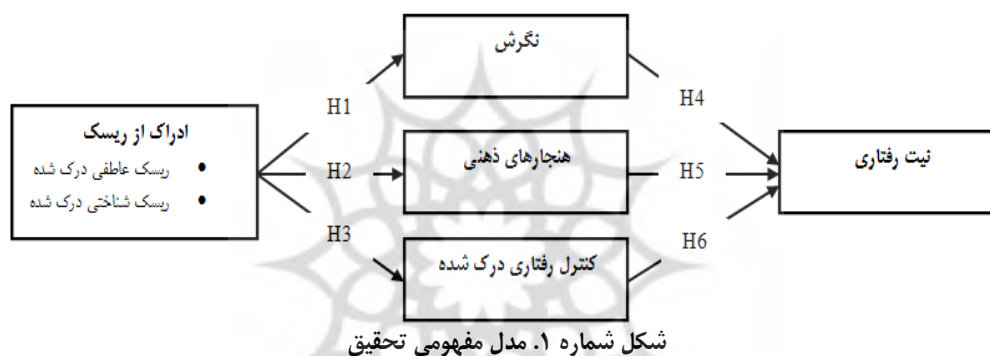 نگرش
H1
H4
ادراک از ریسک
ریسک عاطفی درک شده
ریسک شناختی درک شده
H2
هنجارهای ذهنی
H5
نیت رفتاری
H3
کنترل رفتاری درک شده
H6
شکل شماره ۱. مدل مفهومی تحقیق